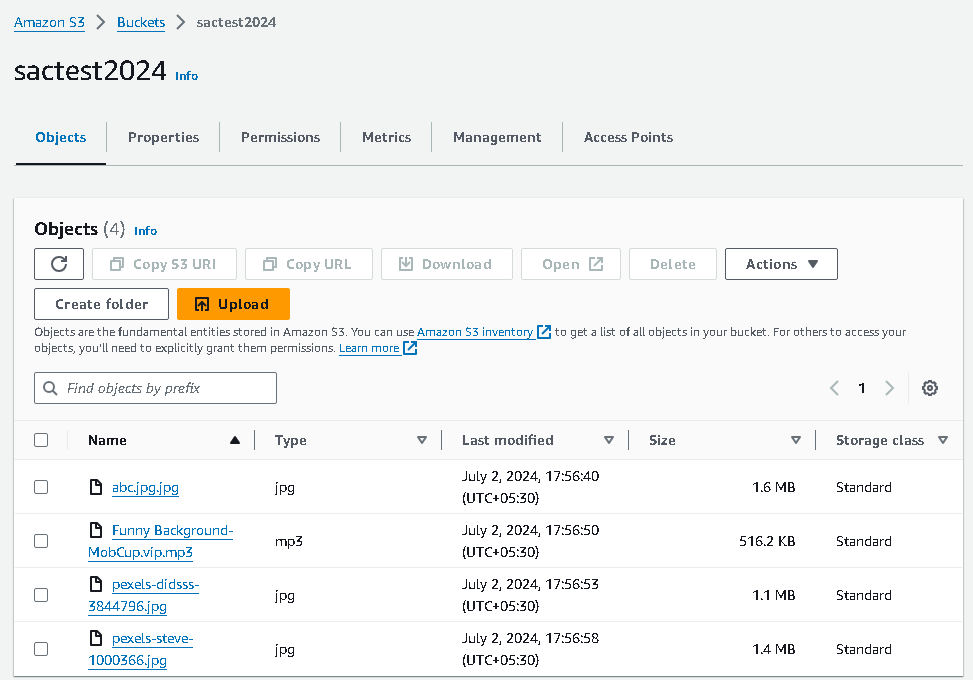 Amazon S3 > Buckets > sactest2024
sactest2024 Info
Objects Properties Permissions Metrics Management Access Points
Objects (4) Info
Copy S3 URI Copy URL Download Open Delete Actions
Create folder Upload
Objects are the fundamental entities stored in Amazon S3. You can use Amazon S3 inventory to get a list of all objects in your bucket. For others to access your
objects, you'll need to explicitly grant them permissions. Learn more
Find objects by prefix 1
Name Type Last modified Size Storage class
abc.jpg.jpg jpg July 2, 2024, 17:56:40 1.6 MB Standard
(UTC+05:30)
Funny Background- mp3 July 2, 2024, 17:56:50 516.2 KB Standard
MobCup.vip.mp3 (UTC+05:30)
pexels-didsss- jpg July 2, 2024, 17:56:53 1.1 MB Standard
3844796.jpg (UTC+05:30)
pexels-steve- jpg July 2, 2024, 17:56:58 1.4 MB Standard
1000366.jpg (UTC+05:30)